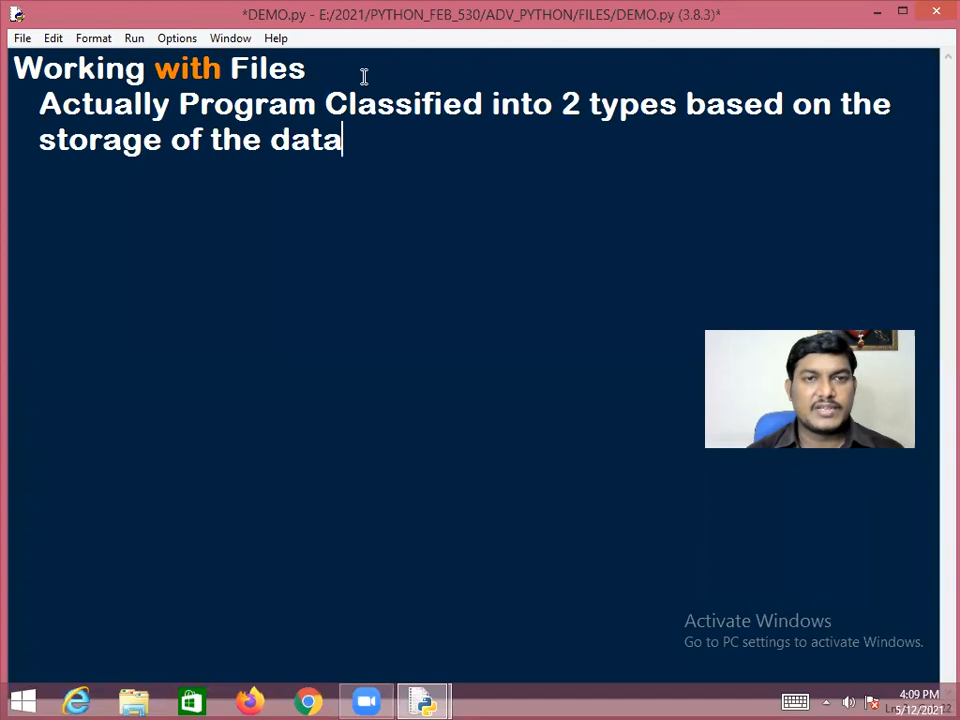 *DEMO.py - E:/2021/PYTHON_FEB_530/ADV_PYTHON/FILES/DEMO.py (3.8.3)*
File Edit Format Run Options Window Help
Working with Files
Actually Program Classified into 2 types based on the
storage of the data
Activate Windows
Go to PC settings to activate Windows.
4:09 PM
5/12/2021